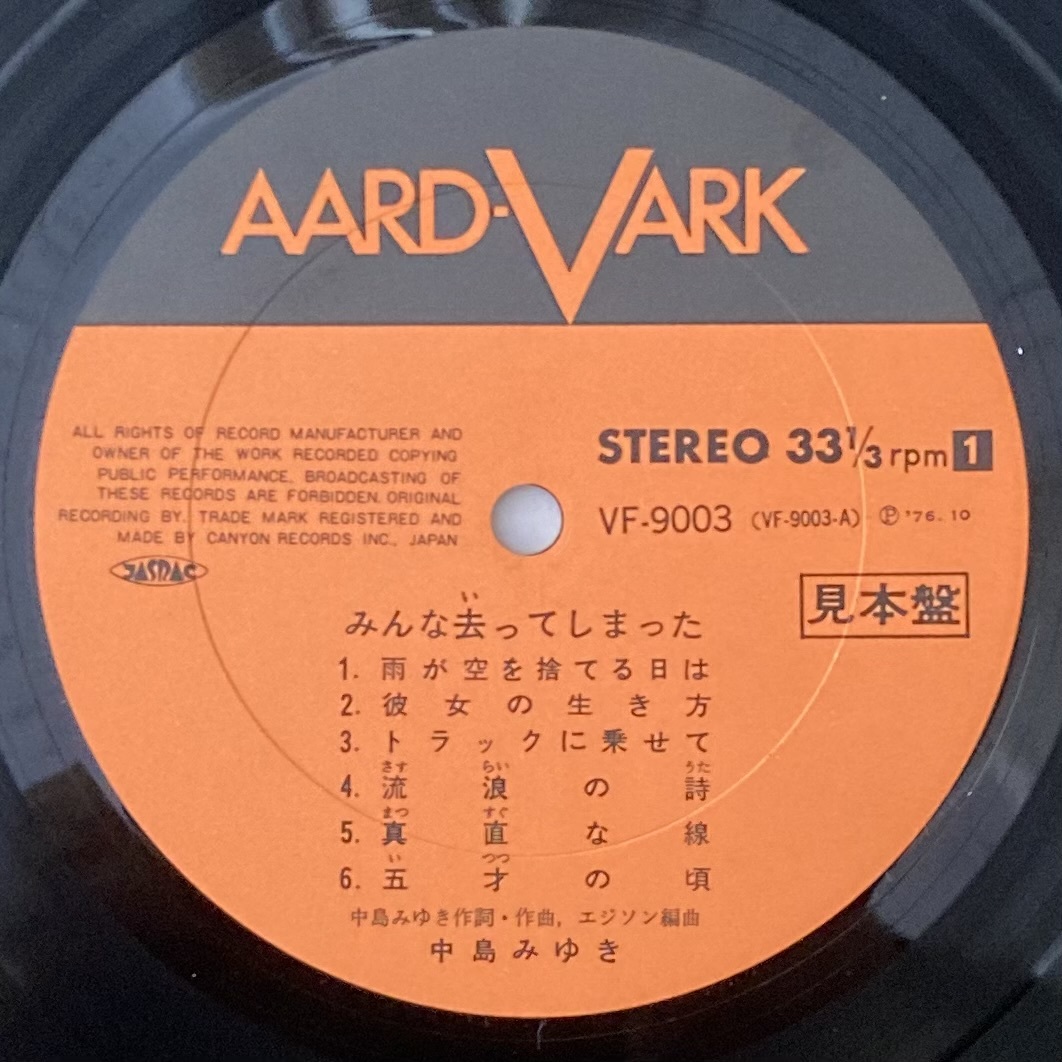 AARD-VARK
ALL RIGHTS OF RECORD MANUFACTURER AND
OWNER OF THE WORK RECORDED COPYING
PUBLIC PERFORMANCE, BROADCASTING OF
THESE RECORDS ARE FORBIDDEN. ORIGINAL
RECORDING BY. TRADE MARK REGISTERED AND
MADE BY CANYON RECORDS INC., JAPAN
JASRAC
STEREO 33⅓ rpm 1
VF-9003 (VF-9003-A) ℗ '76. 10
見本盤
い
みんな去ってしまった
1. 雨が空を捨てる日は
2. 彼女の生き方
3. トラックに乗せて
さす らい うた
4. 流浪の詩
まつ すぐ
5. 真直な線
い つつ
6. 五才の頃
中島みゆき作詞・作曲, エジソン編曲
中島みゆき